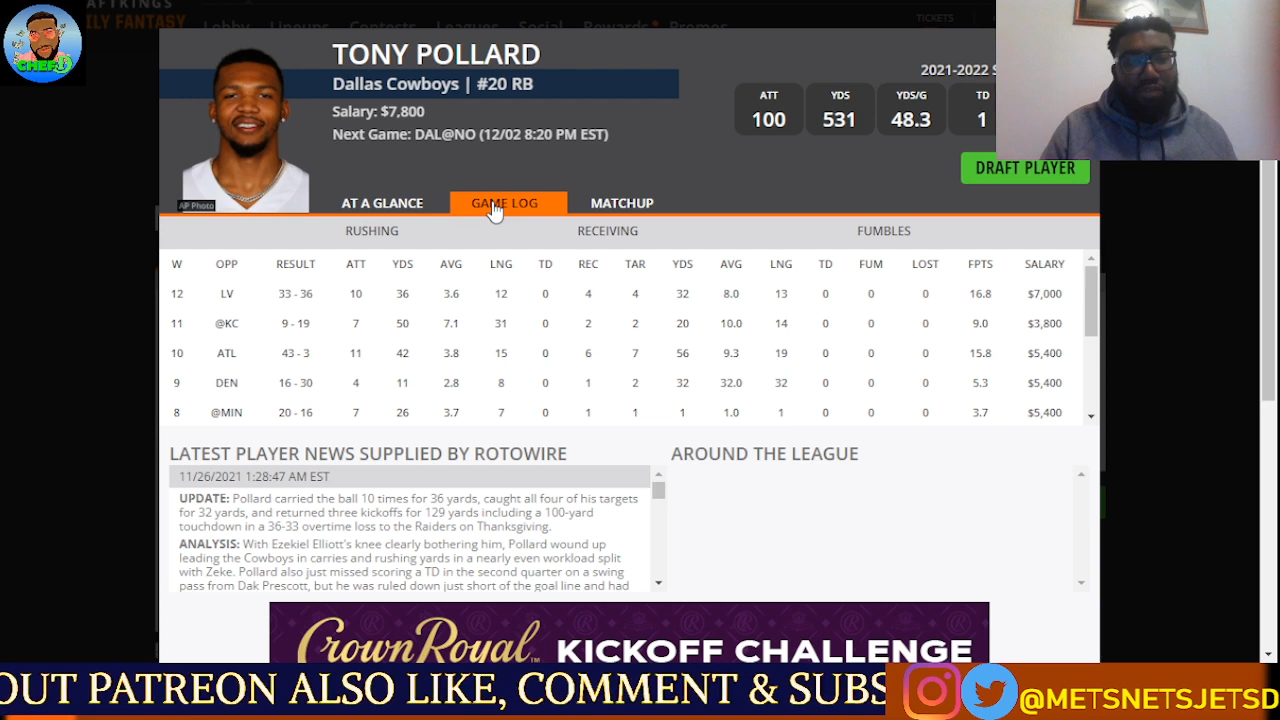 AFTKINGS
ILY FANTASY
Lobby Lineups Contests Leagues Social Rewards Promos
TICKETS
CHEF
TONY POLLARD
Dallas Cowboys | #20 RB
Salary: $7,800
Next Game: DAL@NO (12/02 8:20 PM EST)
2021-2022 S
ATT YDS YDS/G TD
100 531 48.3 1
DRAFT PLAYER
AP Photo
AT A GLANCE GAME LOG MATCHUP
RUSHING RECEIVING FUMBLES
W OPP RESULT ATT YDS AVG LNG TD REC TAR YDS AVG LNG TD FUM LOST FPTS SALARY
12 LV 33 - 36 10 36 3.6 12 0 4 4 32 8.0 13 0 0 0 16.8 $7,000
11 @KC 9 - 19 7 50 7.1 31 0 2 2 20 10.0 14 0 0 0 9.0 $3,800
10 ATL 43 - 3 11 42 3.8 15 0 6 7 56 9.3 19 0 0 0 15.8 $5,400
9 DEN 16 - 30 4 11 2.8 8 0 1 2 32 32.0 32 0 0 0 5.3 $5,400
8 @MIN 20 - 16 7 26 3.7 7 0 1 1 1 1.0 1 0 0 0 3.7 $5,400
LATEST PLAYER NEWS SUPPLIED BY ROTOWIRE
AROUND THE LEAGUE
11/26/2021 1:28:47 AM EST
UPDATE: Pollard carried the ball 10 times for 36 yards, caught all four of his targets
for 32 yards, and returned three kickoffs for 129 yards including a 100-yard
touchdown in a 36-33 overtime loss to the Raiders on Thanksgiving.
ANALYSIS: With Ezekiel Elliott's knee clearly bothering him, Pollard wound up
leading the Cowboys in carries and rushing yards in a nearly even workload split
with Zeke. Pollard also just missed scoring a TD in the second quarter on a swing
pass from Dak Prescott, but he was ruled down just short of the goal line and had
Crown Royal KICKOFF CHALLENGE
OUT PATREON ALSO LIKE, COMMENT & SUBS
@METSNETSJETSD